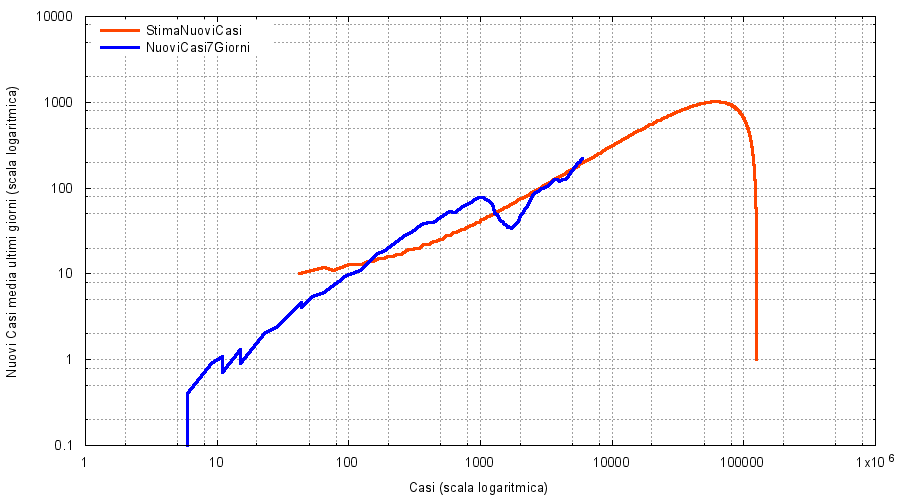 StimaNuoviCasi
NuoviCasi7Giorni
10000
1000
100
10
1
0.1
Nuovi Casi media ultimi giorni (scala logaritmica)
1
10
100
1000
10000
100000
1x10 6
Casi (scala logaritmica)